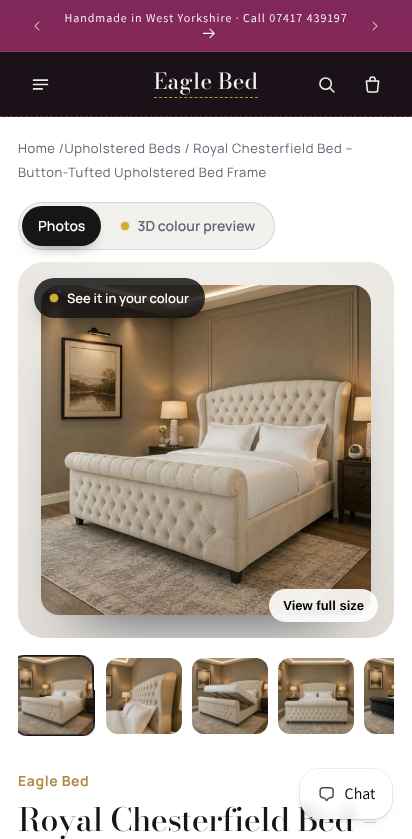 Handmade in West Yorkshire · Call 07417 439197
→
Eagle Bed
Home /Upholstered Beds / Royal Chesterfield Bed –
Button-Tufted Upholstered Bed Frame
Photos
3D colour preview
See it in your colour
View full size
Eagle Bed
Chat
Royal Chesterfield Bed –